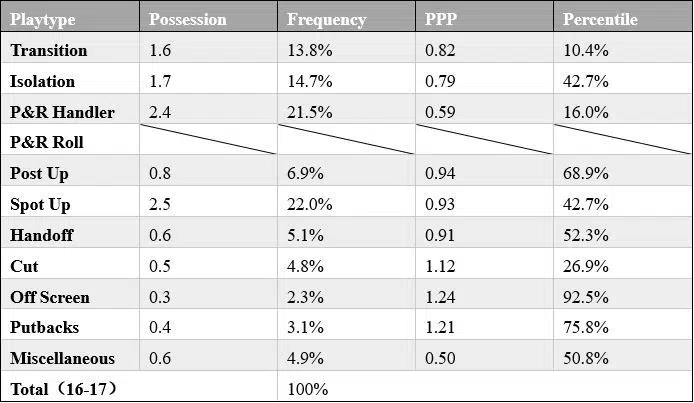 Playtype Possession Frequency PPP Percentile
Transition 1.6 13.8% 0.82 10.4%
Isolation 1.7 14.7% 0.79 42.7%
P&R Handler 2.4 21.5% 0.59 16.0%
P&R Roll
Post Up 0.8 6.9% 0.94 68.9%
Spot Up 2.5 22.0% 0.93 42.7%
Handoff 0.6 5.1% 0.91 52.3%
Cut 0.5 4.8% 1.12 26.9%
Off Screen 0.3 2.3% 1.24 92.5%
Putbacks 0.4 3.1% 1.21 75.8%
Miscellaneous 0.6 4.9% 0.50 50.8%
Total（16-17） 100%